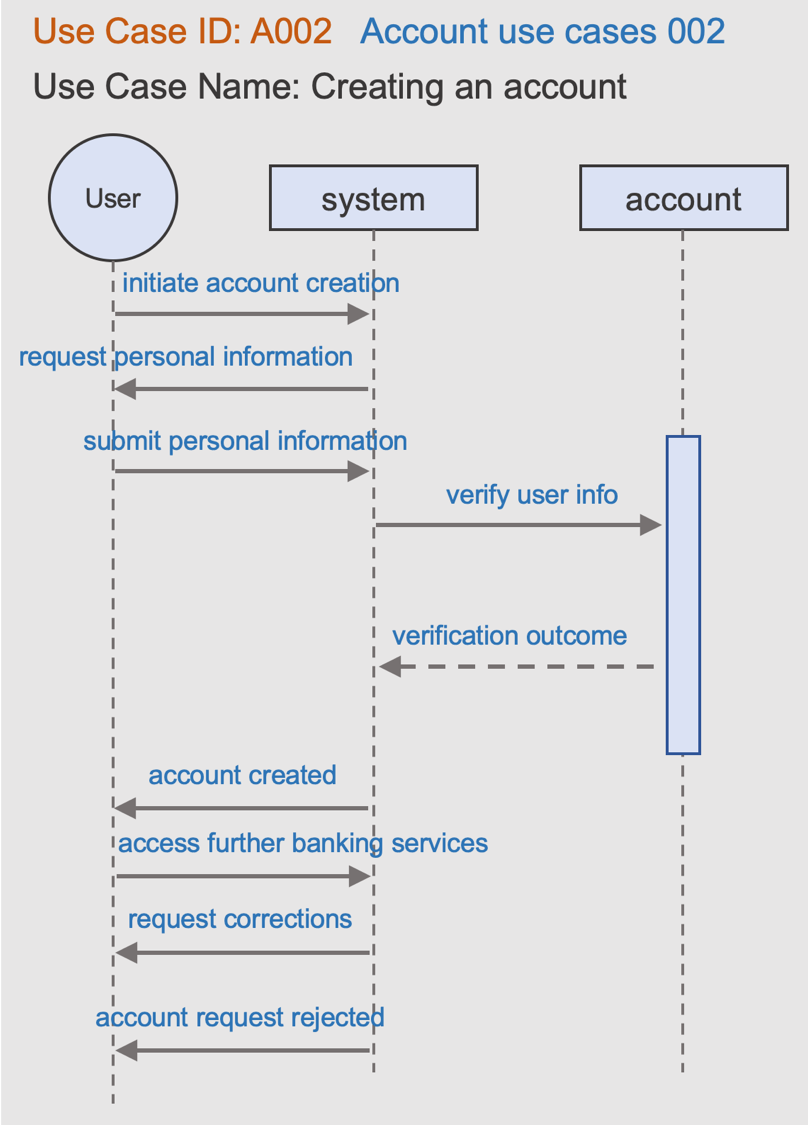 Use Case ID: A002 Account use cases 002
Use Case Name: Creating an account
User
system
account
initiate account creation
request personal information
submit personal information
verify user info
verification outcome
account created
access further banking services
request corrections
account request rejected